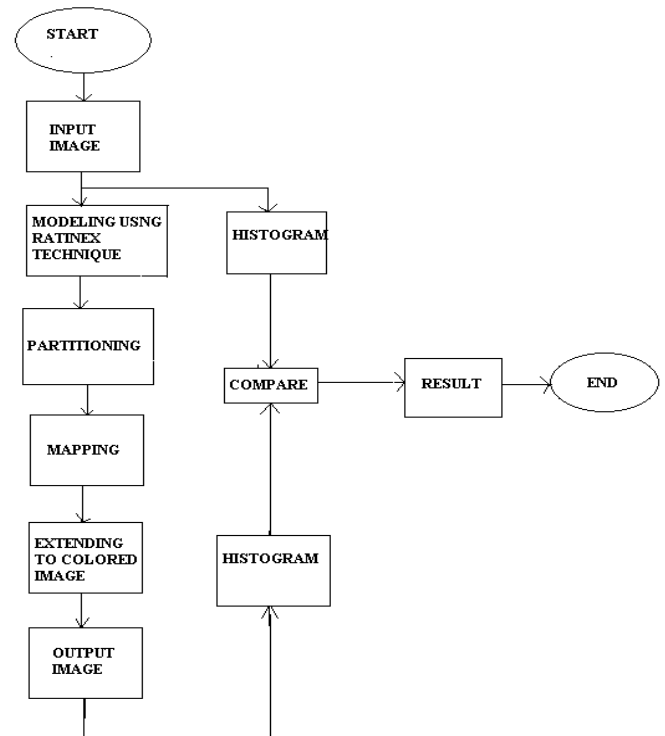 START
INPUT
IMAGE
MODELING USNG
RATINEX
TECHNIQUE
HISTOGRAM
PARTITIONING
COMPARE
RESULT
END
MAPPING
EXTENDING
TO COLORED
IMAGE
HISTOGRAM
OUTPUT
IMAGE